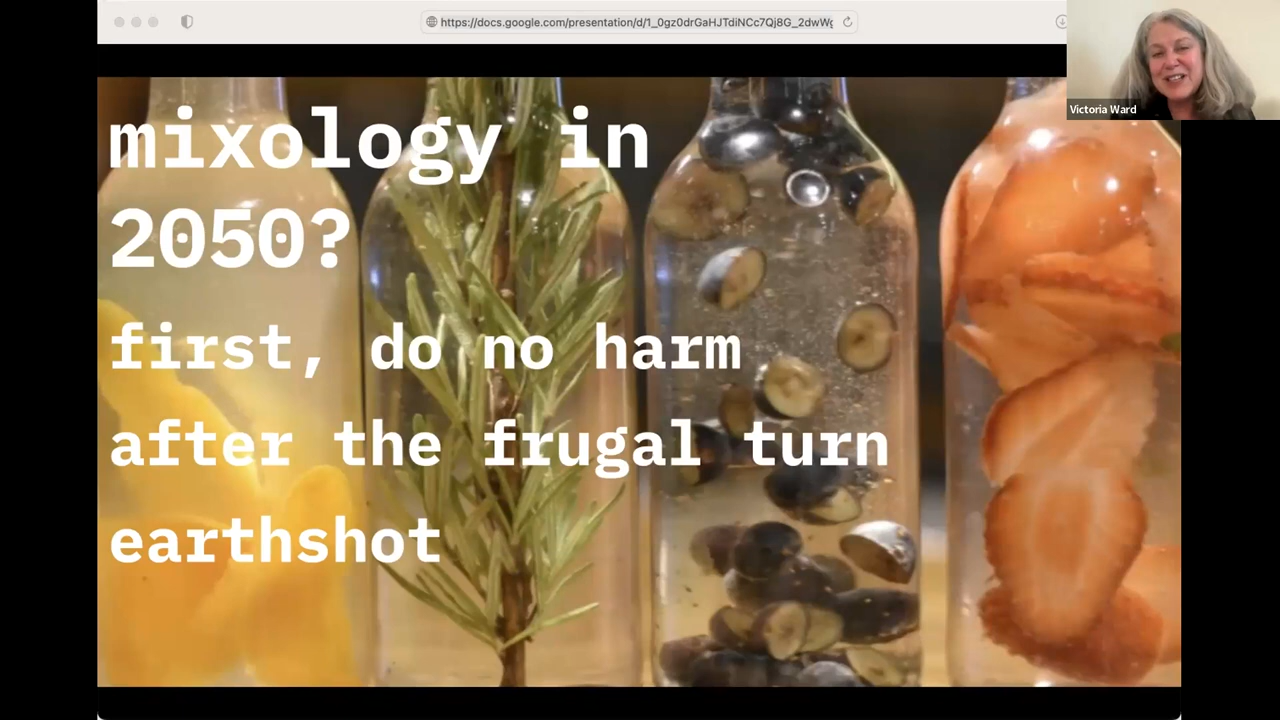 https://docs.google.com/presentation/d/1_0gz0drGaHJTdiNCc7Qj8G_2dwWg
Victoria Ward
mixology in
2050?
first, do no harm
after the frugal turn
earthshot